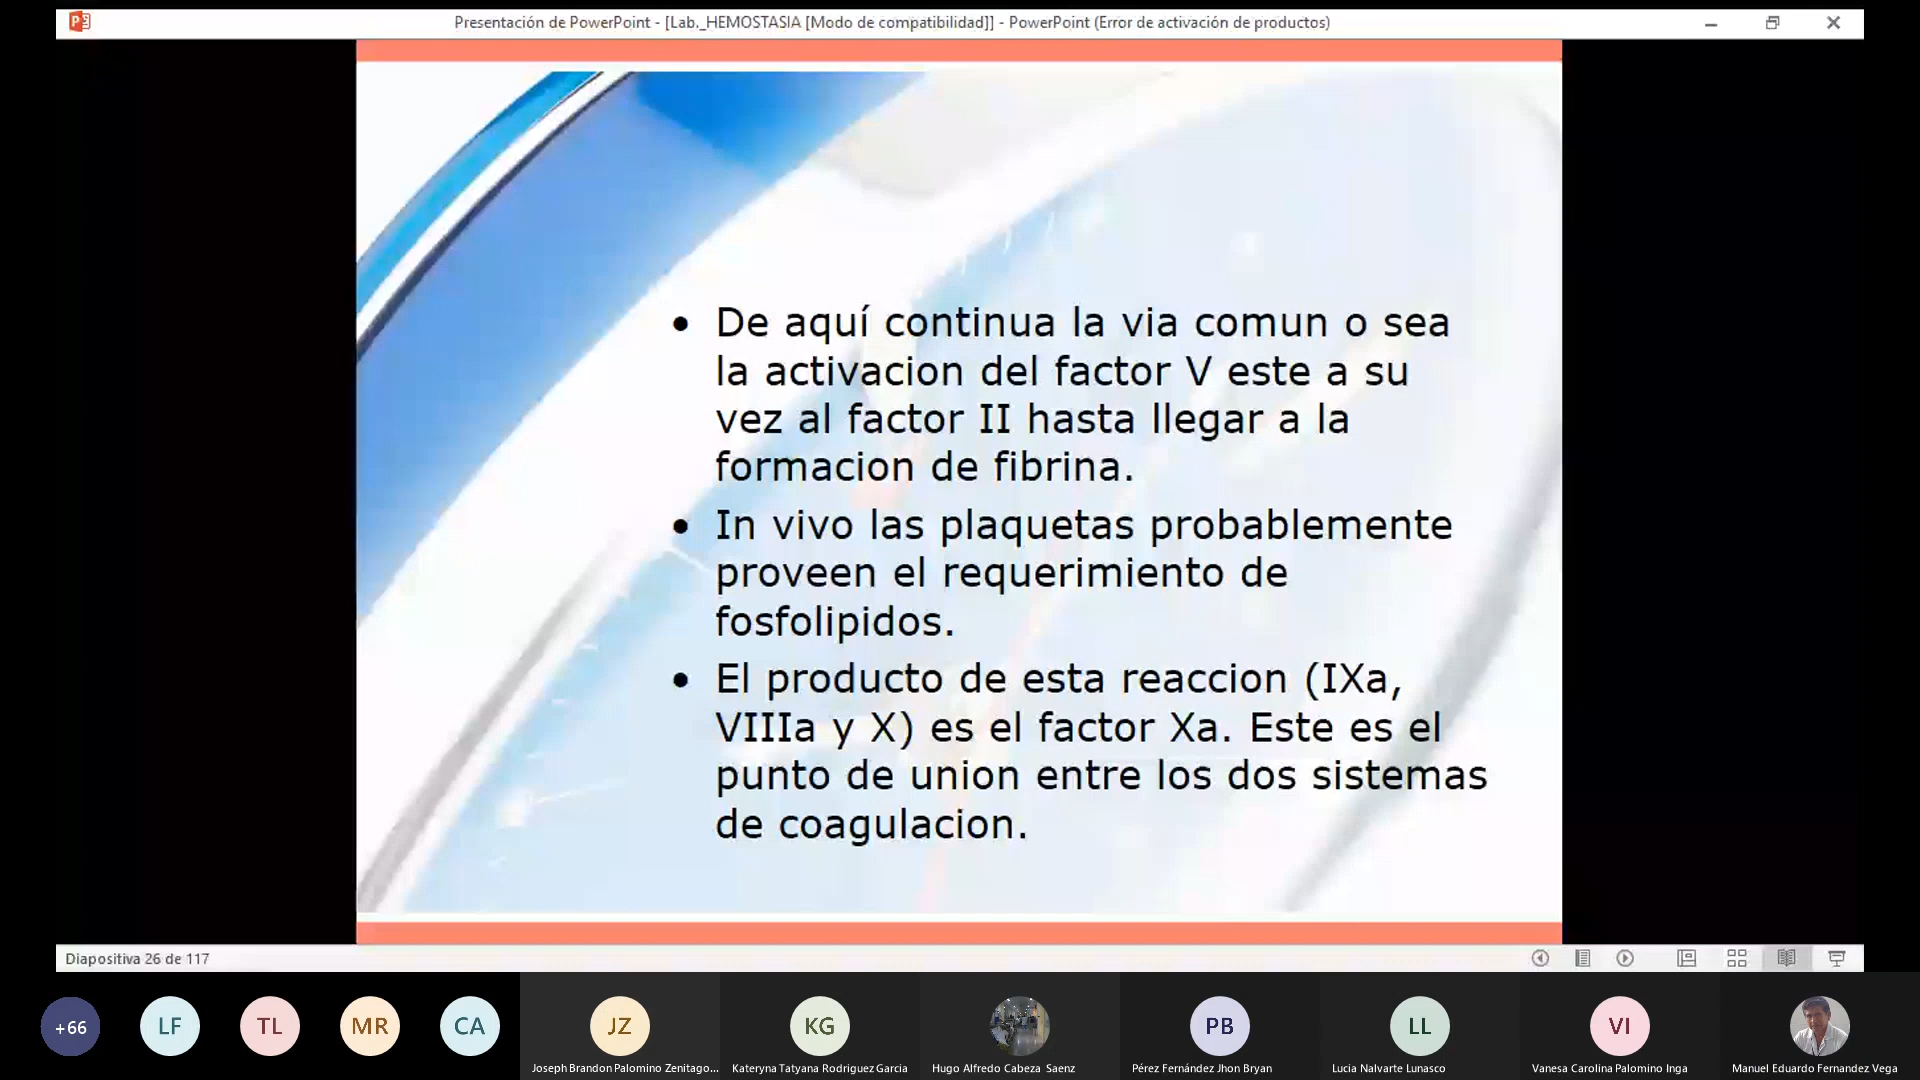 Presentación de PowerPoint - [Lab._HEMOSTASIA [Modo de compatibilidad]] - PowerPoint (Error de activación de productos)
• De aquí continua la via comun o sea
la activacion del factor V este a su
vez al factor II hasta llegar a la
formacion de fibrina.
• In vivo las plaquetas probablemente
proveen el requerimiento de
fosfolipidos.
• El producto de esta reaccion (IXa,
VIIIa y X) es el factor Xa. Este es el
punto de union entre los dos sistemas
de coagulacion.
Diapositiva 26 de 117
+66 LF TL MR CA JZ KG PB LL VI
Joseph Brandon Palomino Zenitago... Kateryna Tatyana Rodriguez Garcia Hugo Alfredo Cabeza Saenz Pérez Fernández Jhon Bryan Lucia Nalvarte Lunasco Vanesa Carolina Palomino Inga Manuel Eduardo Fernandez Vega